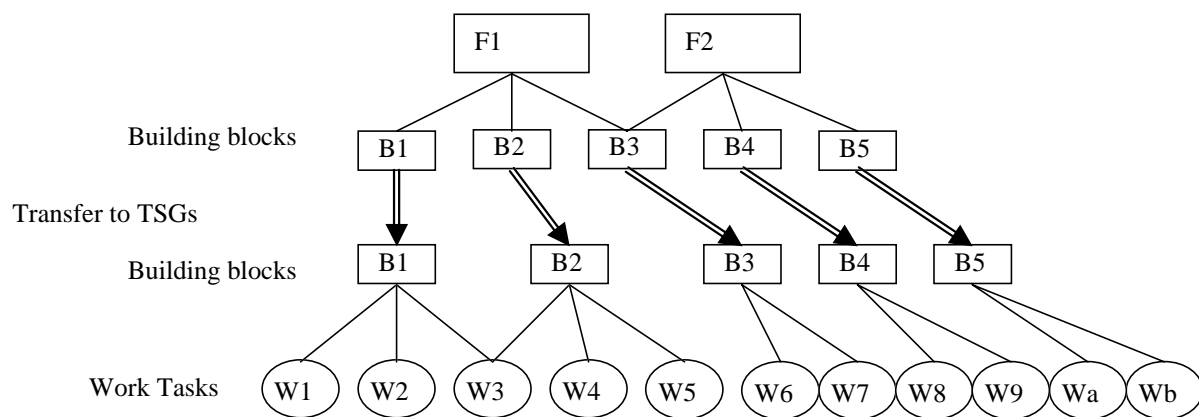 F1 F2
Building blocks B1 B2 B3 B4 B5
Transfer to TSGs
Building blocks B1 B2 B3 B4 B5
Work Tasks W1 W2 W3 W4 W5 W6 W7 W8 W9 Wa Wb